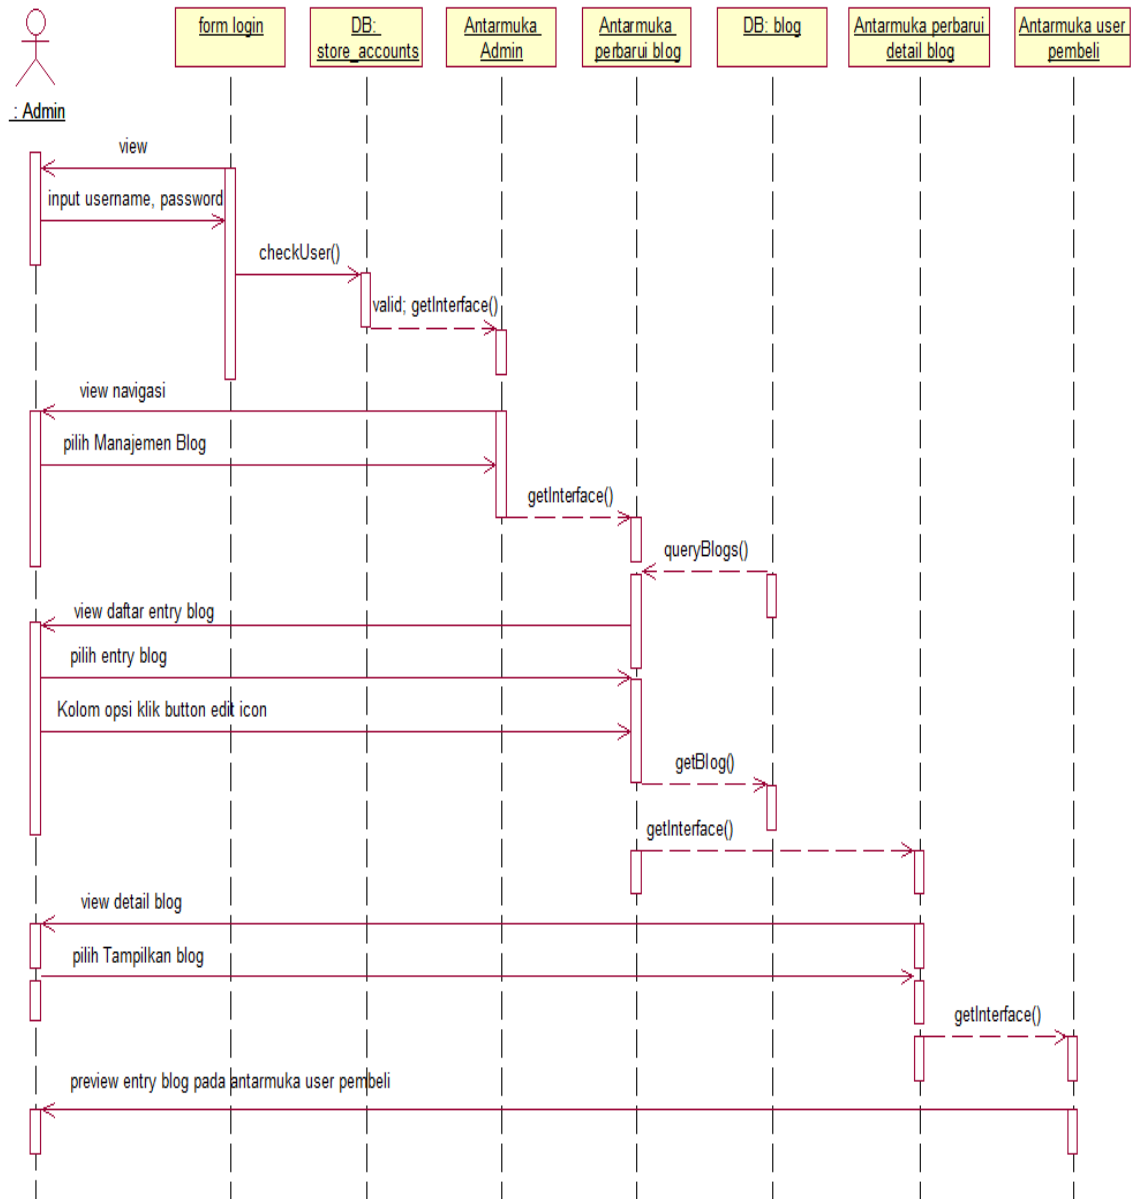 form login
DB:
store_accounts
Antarmuka
Admin
Antarmuka
perbarui blog
DB: blog
Antarmuka perbarui
detail blog
Antarmuka user
pembeli
: Admin
view
input username, password
checkUser()
valid; getInterface()
view navigasi
pilih Manajemen Blog
getInterface()
queryBlogs()
view daftar entry blog
pilih entry blog
Kolom opsi klik button edit icon
getBlog()
getInterface()
view detail blog
pilih Tampilkan blog
getInterface()
preview entry blog pada antarmuka user pembeli